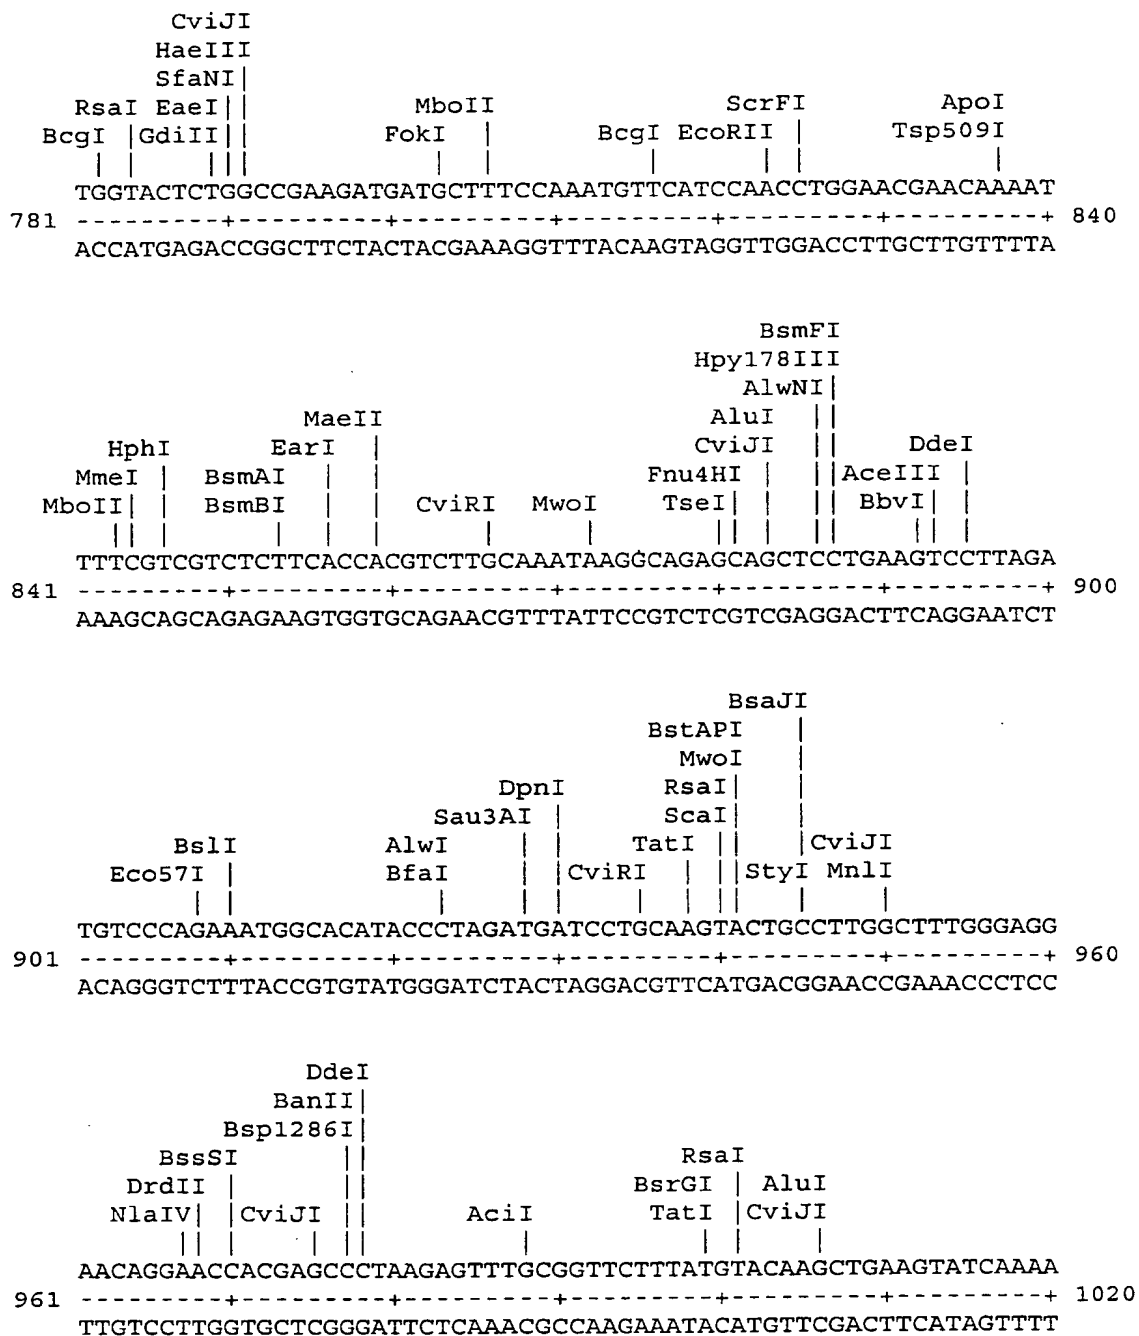 CviJI
HaeIII
SfaNI|
RsaI EaeI|| MboII ScrFI ApoI
BcgI |GdiII|| FokI | BcgI EcoRII | Tsp509I
| | ||| | | | | | |
TGGTACTCTGGCCGAAGATGATGCTTTCCAAATGTTCATCCAACCTGGAACGAACAAAAT
781 ---------+---------+---------+---------+---------+---------+ 840
ACCATGAGACCGGCTTCTACTACGAAAGGTTTACAAGTAGGTTGGACCTTGCTTGTTTTA
BsmFI
Hpy178III
AlwNI|
MaeII AluI ||
HphI EarI | CviJI || DdeI
MmeI | BsmAI | | Fnu4HI | || AceIII |
MboII| | BsmBI | | CviRI MwoI TseI| | || BbvI| |
|| | | | | | | || | || || |
TTTCGTCGTCTCTTCACCACGTCTTGCAAATAAGGCAGAGCAGCTCCTGAAGTCCTTAGA
841 ---------+---------+---------+---------+---------+---------+ 900
AAAGCAGCAGAGAAGTGGTGCAGAACGTTTATTCCGTCTCGTCGAGGACTTCAGGAATCT
BsaJI
BstAPI |
MwoI |
DpnI RsaI| |
Sau3AI | ScaI| |
BslI AlwI | | TatI || | CviJI
Eco57I | BfaI | | CviRI | || StyI MnlI
| | | | | | | || | |
TGTCCCAGAAATGGCACATACCCTAGATGATCCTGCAAGTACTGCCTTGGCTTTGGGAGG
901 ---------+---------+---------+---------+---------+---------+ 960
ACAGGGTCTTTACCGTGTATGGGATCTACTAGGACGTTCATGACGGAACCGAAACCCTCC
DdeI
BanII|
Bsp1286I|
BssSI || RsaI
DrdII | || BsrGI | AluI
NlaIV| |CviJI || AciI TatI |CviJI
|| | | || | | | |
AACAGGAACCACGAGCCCTAAGAGTTTGCGGTTCTTTATGTACAAGCTGAAGTATCAAAA
961 ---------+---------+---------+---------+---------+---------+ 1020
TTGTCCTTGGTGCTCGGGATTCTCAAACGCCAAGAAATACATGTTCGACTTCATAGTTTT